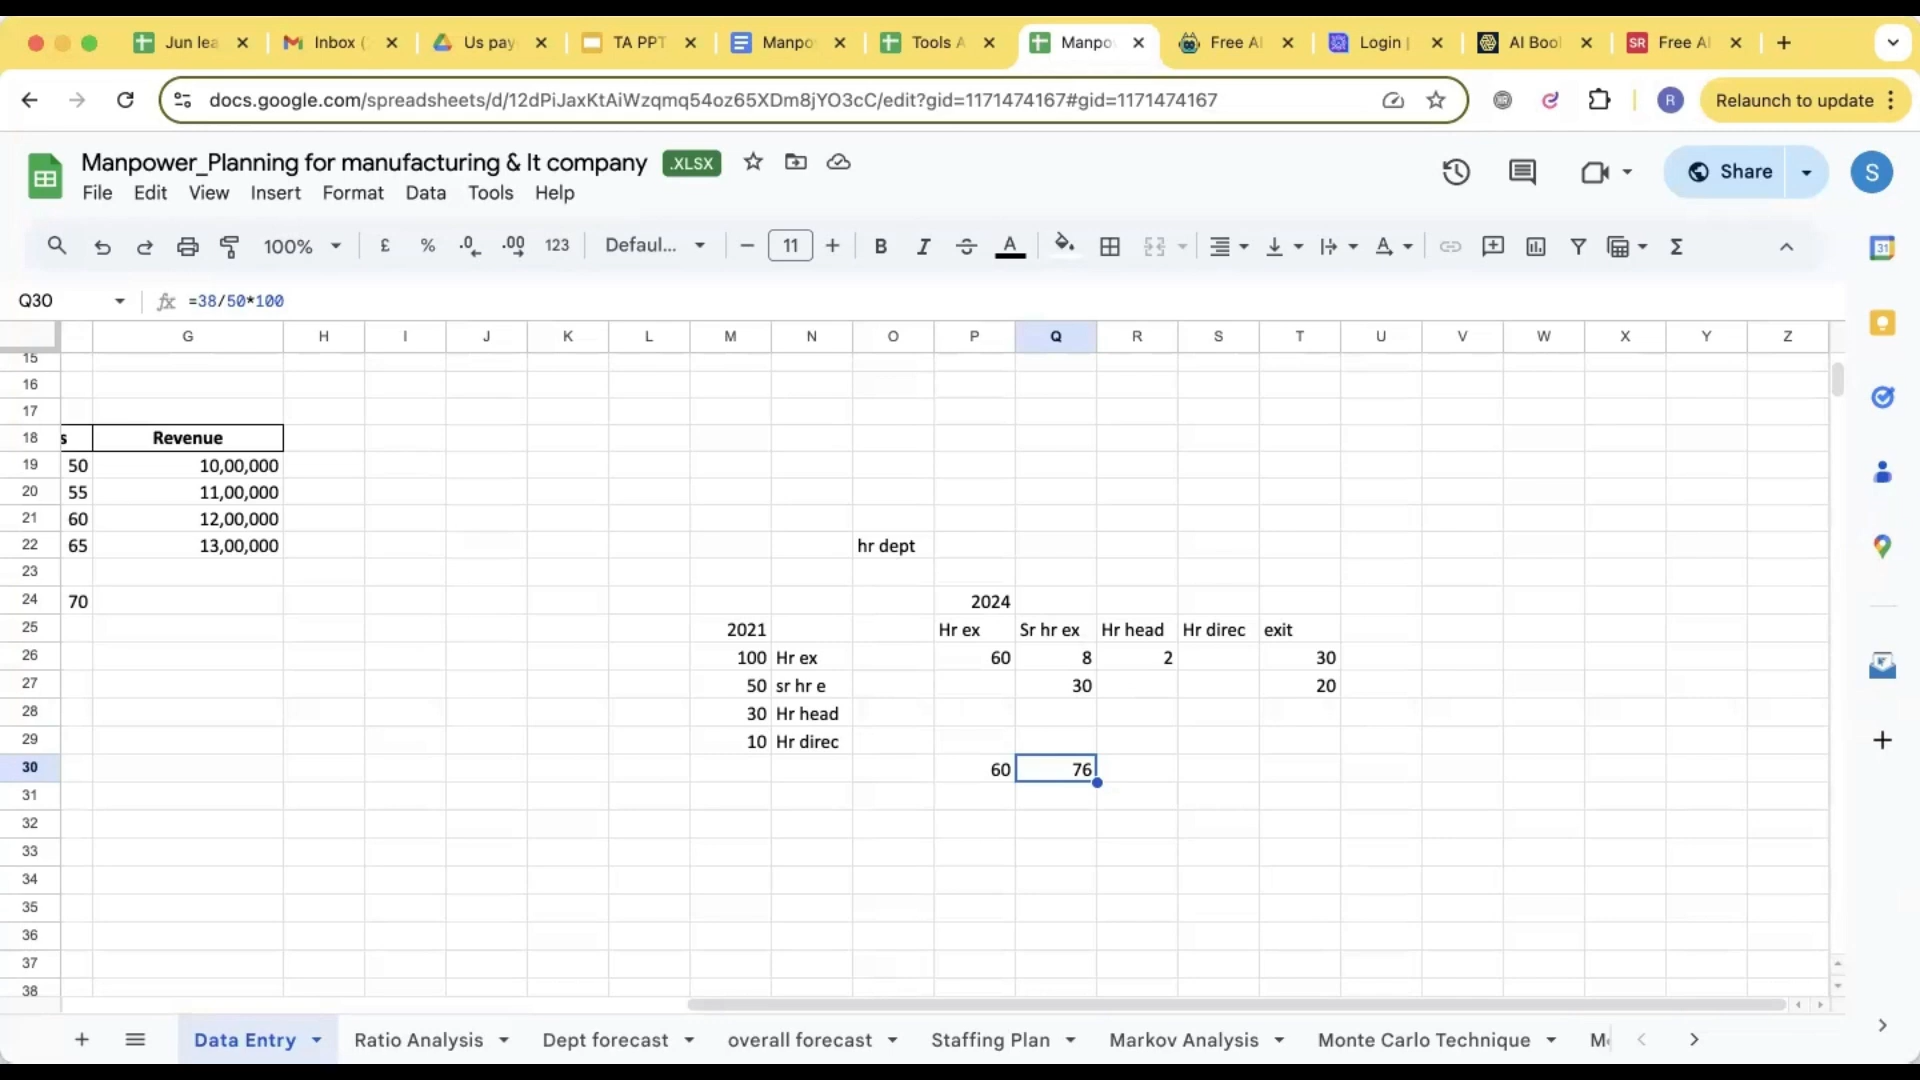 Jun lea
Inbox (
Us pay
TA PPT
Manpo
Tools A
Manpo
Free AI
Login |
AI Bool
SR Free AI
docs.google.com/spreadsheets/d/12dPiJaxKtAiWzqmq54oz65XDm8jYO3cC/edit?gid=1171474167#gid=1171474167
R
Relaunch to update
Manpower_Planning for manufacturing & It company .XLSX
Share
S
File Edit View Insert Format Data Tools Help
100% £ % .0 .00 123 Defaul... 11 B I A A Σ
31
Q30 fx =38/50*100
G H I J K L M N O P Q R S T U V W X Y Z
15
16
17
18 s Revenue
19 50 10,00,000
20 55 11,00,000
21 60 12,00,000
22 65 13,00,000 hr dept
23
24 70 2024
25 2021 Hr ex Sr hr ex Hr head Hr direc exit
26 100 Hr ex 60 8 2 30
27 50 sr hr e 30 20
28 30 Hr head
29 10 Hr direc
30 60 76
31
32
33
34
35
36
37
38
Data Entry Ratio Analysis Dept forecast overall forecast Staffing Plan Markov Analysis Monte Carlo Technique